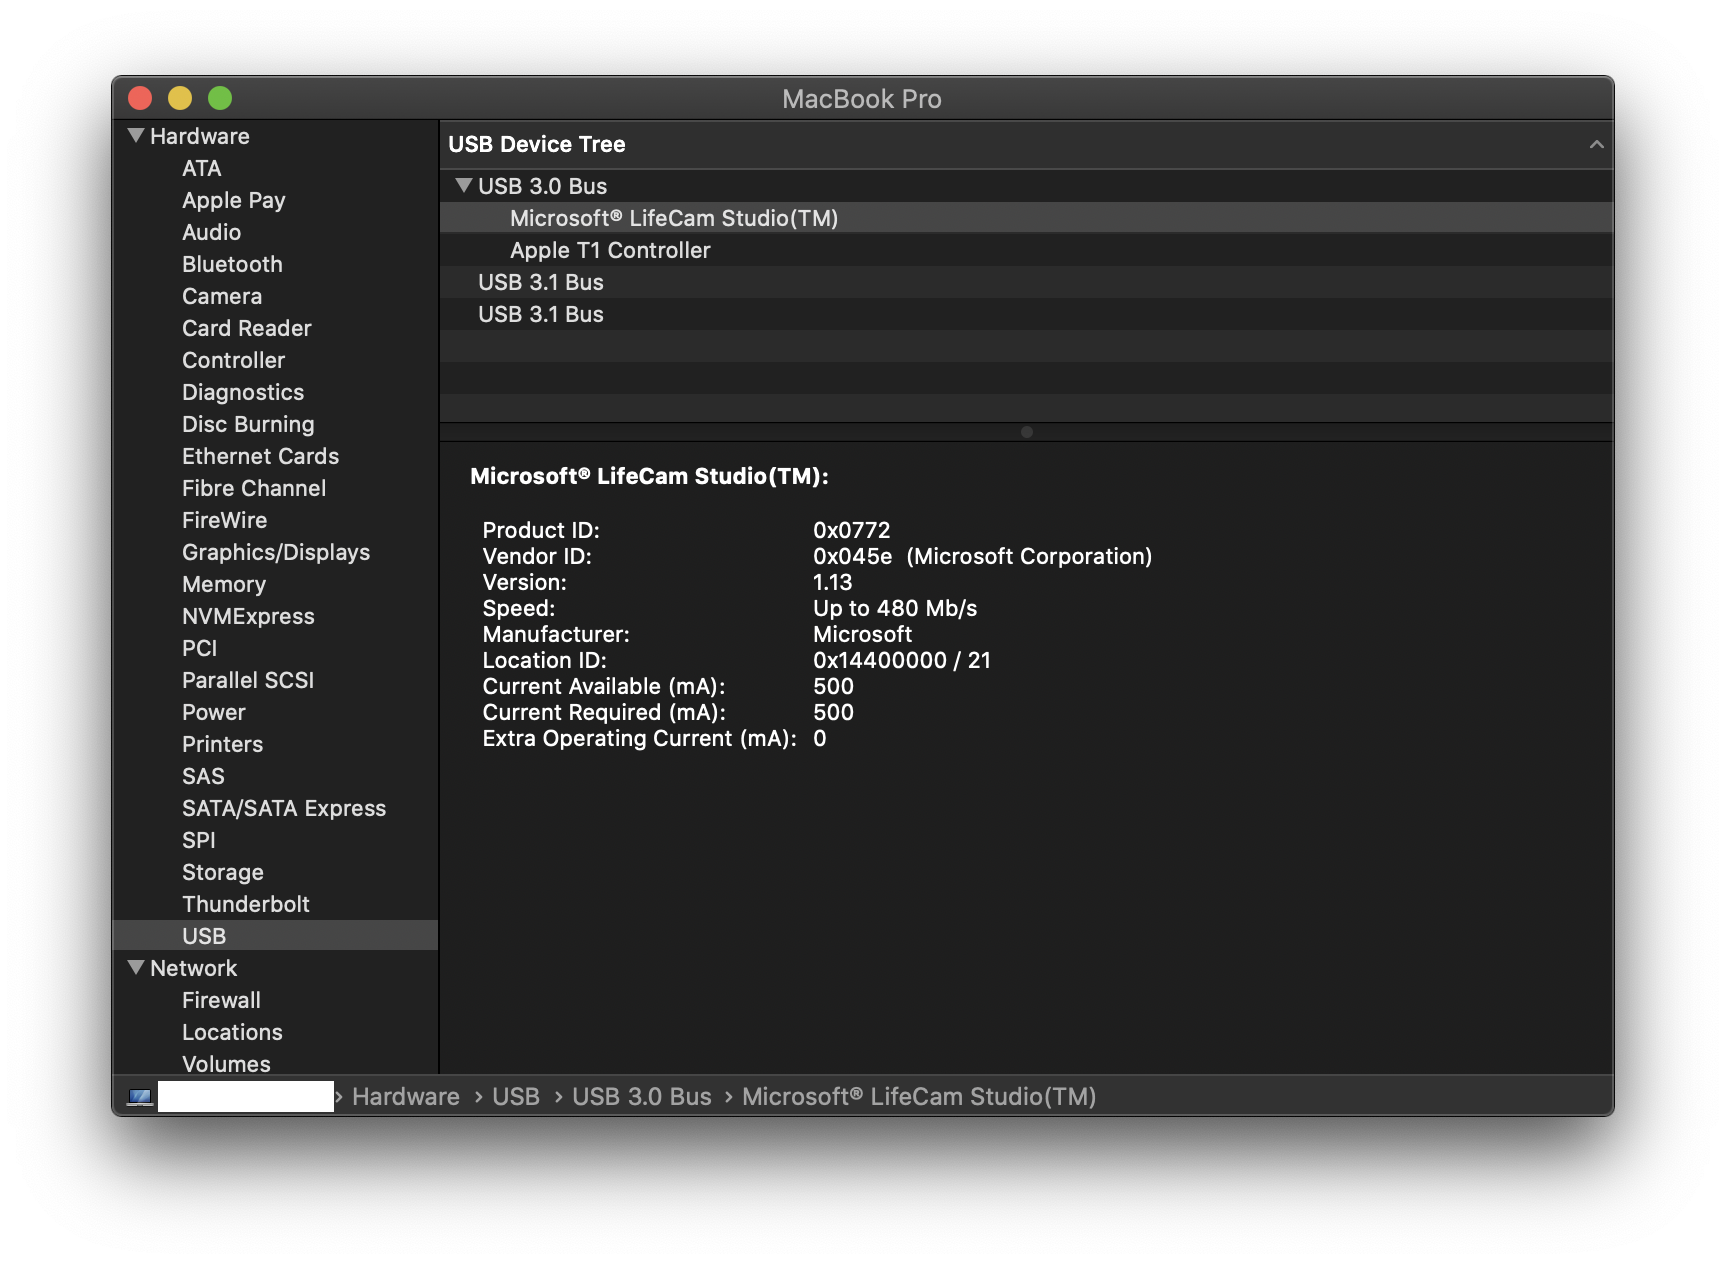 MacBook Pro
Hardware
ATA
Apple Pay
Audio
Bluetooth
Camera
Card Reader
Controller
Diagnostics
Disc Burning
Ethernet Cards
Fibre Channel
FireWire
Graphics/Displays
Memory
NVMExpress
PCI
Parallel SCSI
Power
Printers
SAS
SATA/SATA Express
SPI
Storage
Thunderbolt
USB
Network
Firewall
Locations
Volumes
USB Device Tree
USB 3.0 Bus
Microsoft® LifeCam Studio(TM)
Apple T1 Controller
USB 3.1 Bus
USB 3.1 Bus
Microsoft® LifeCam Studio(TM):
Product ID: 0x0772
Vendor ID: 0x045e (Microsoft Corporation)
Version: 1.13
Speed: Up to 480 Mb/s
Manufacturer: Microsoft
Location ID: 0x14400000 / 21
Current Available (mA): 500
Current Required (mA): 500
Extra Operating Current (mA): 0
› Hardware › USB › USB 3.0 Bus › Microsoft® LifeCam Studio(TM)